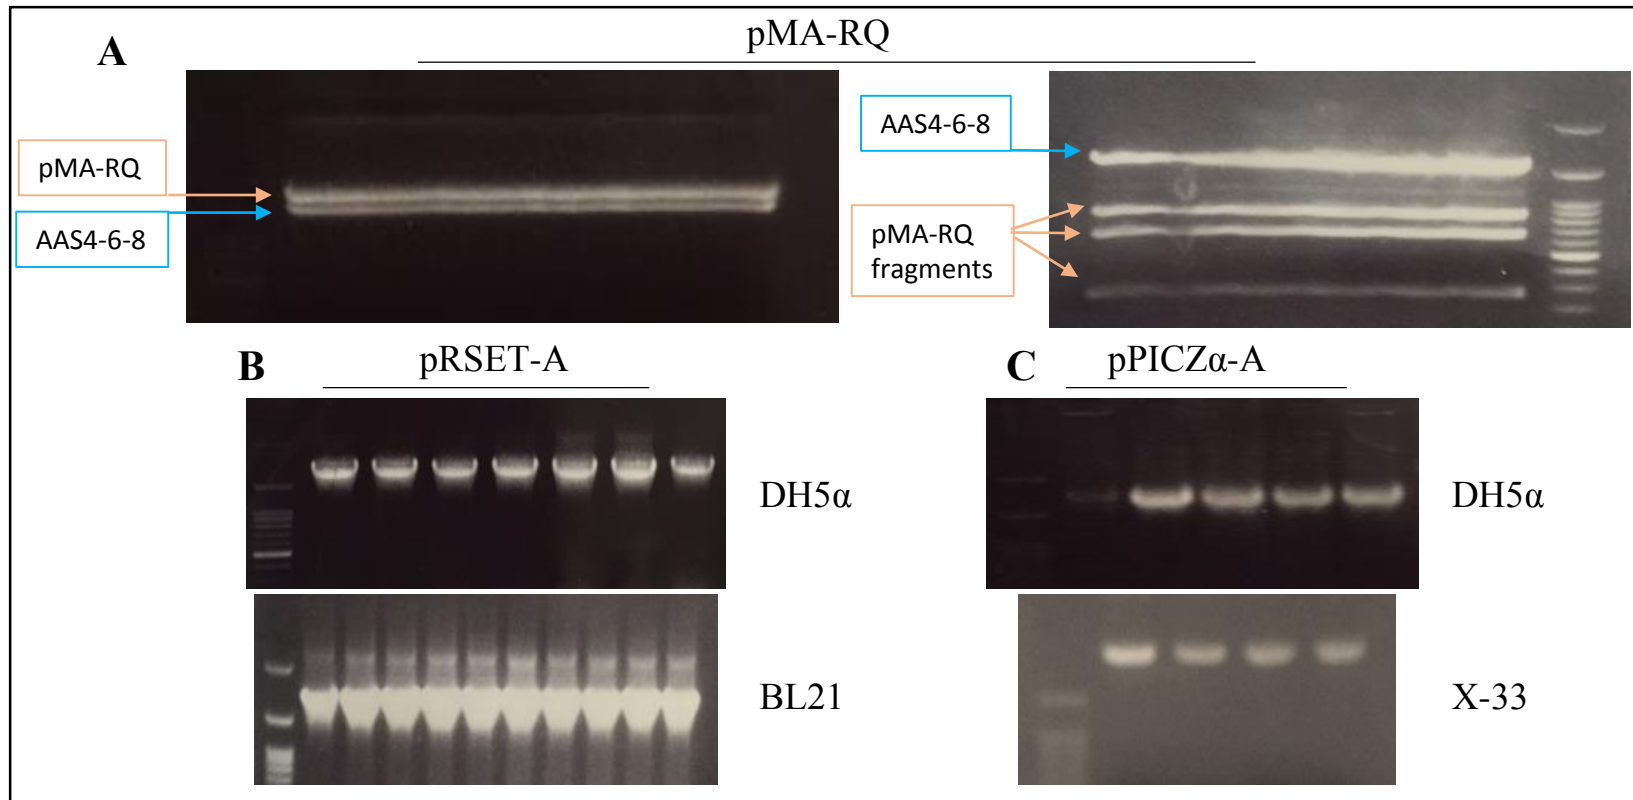 A
pMA-RQ
pMA-RQ
AAS4-6-8
AAS4-6-8
pMA-RQ
fragments
B
pRSET-A
C
pPICZα-A
DH5α
DH5α
BL21
X-33